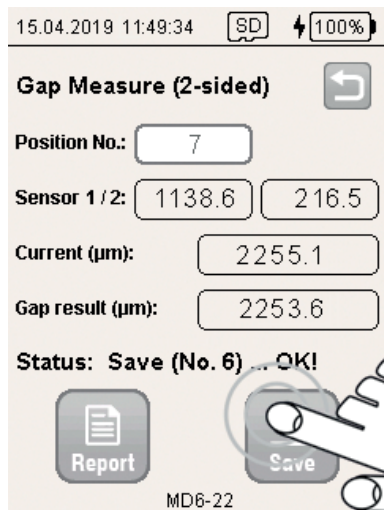 15.04.2019 11:49:34 SD 100%
Gap Measure (2-sided)
Position No.: 7
Sensor 1 / 2: 1138.6 216.5
Current (µm): 2255.1
Gap result (µm): 2253.6
Status: Save (No. 6) ... OK!
Report Save
MD6-22